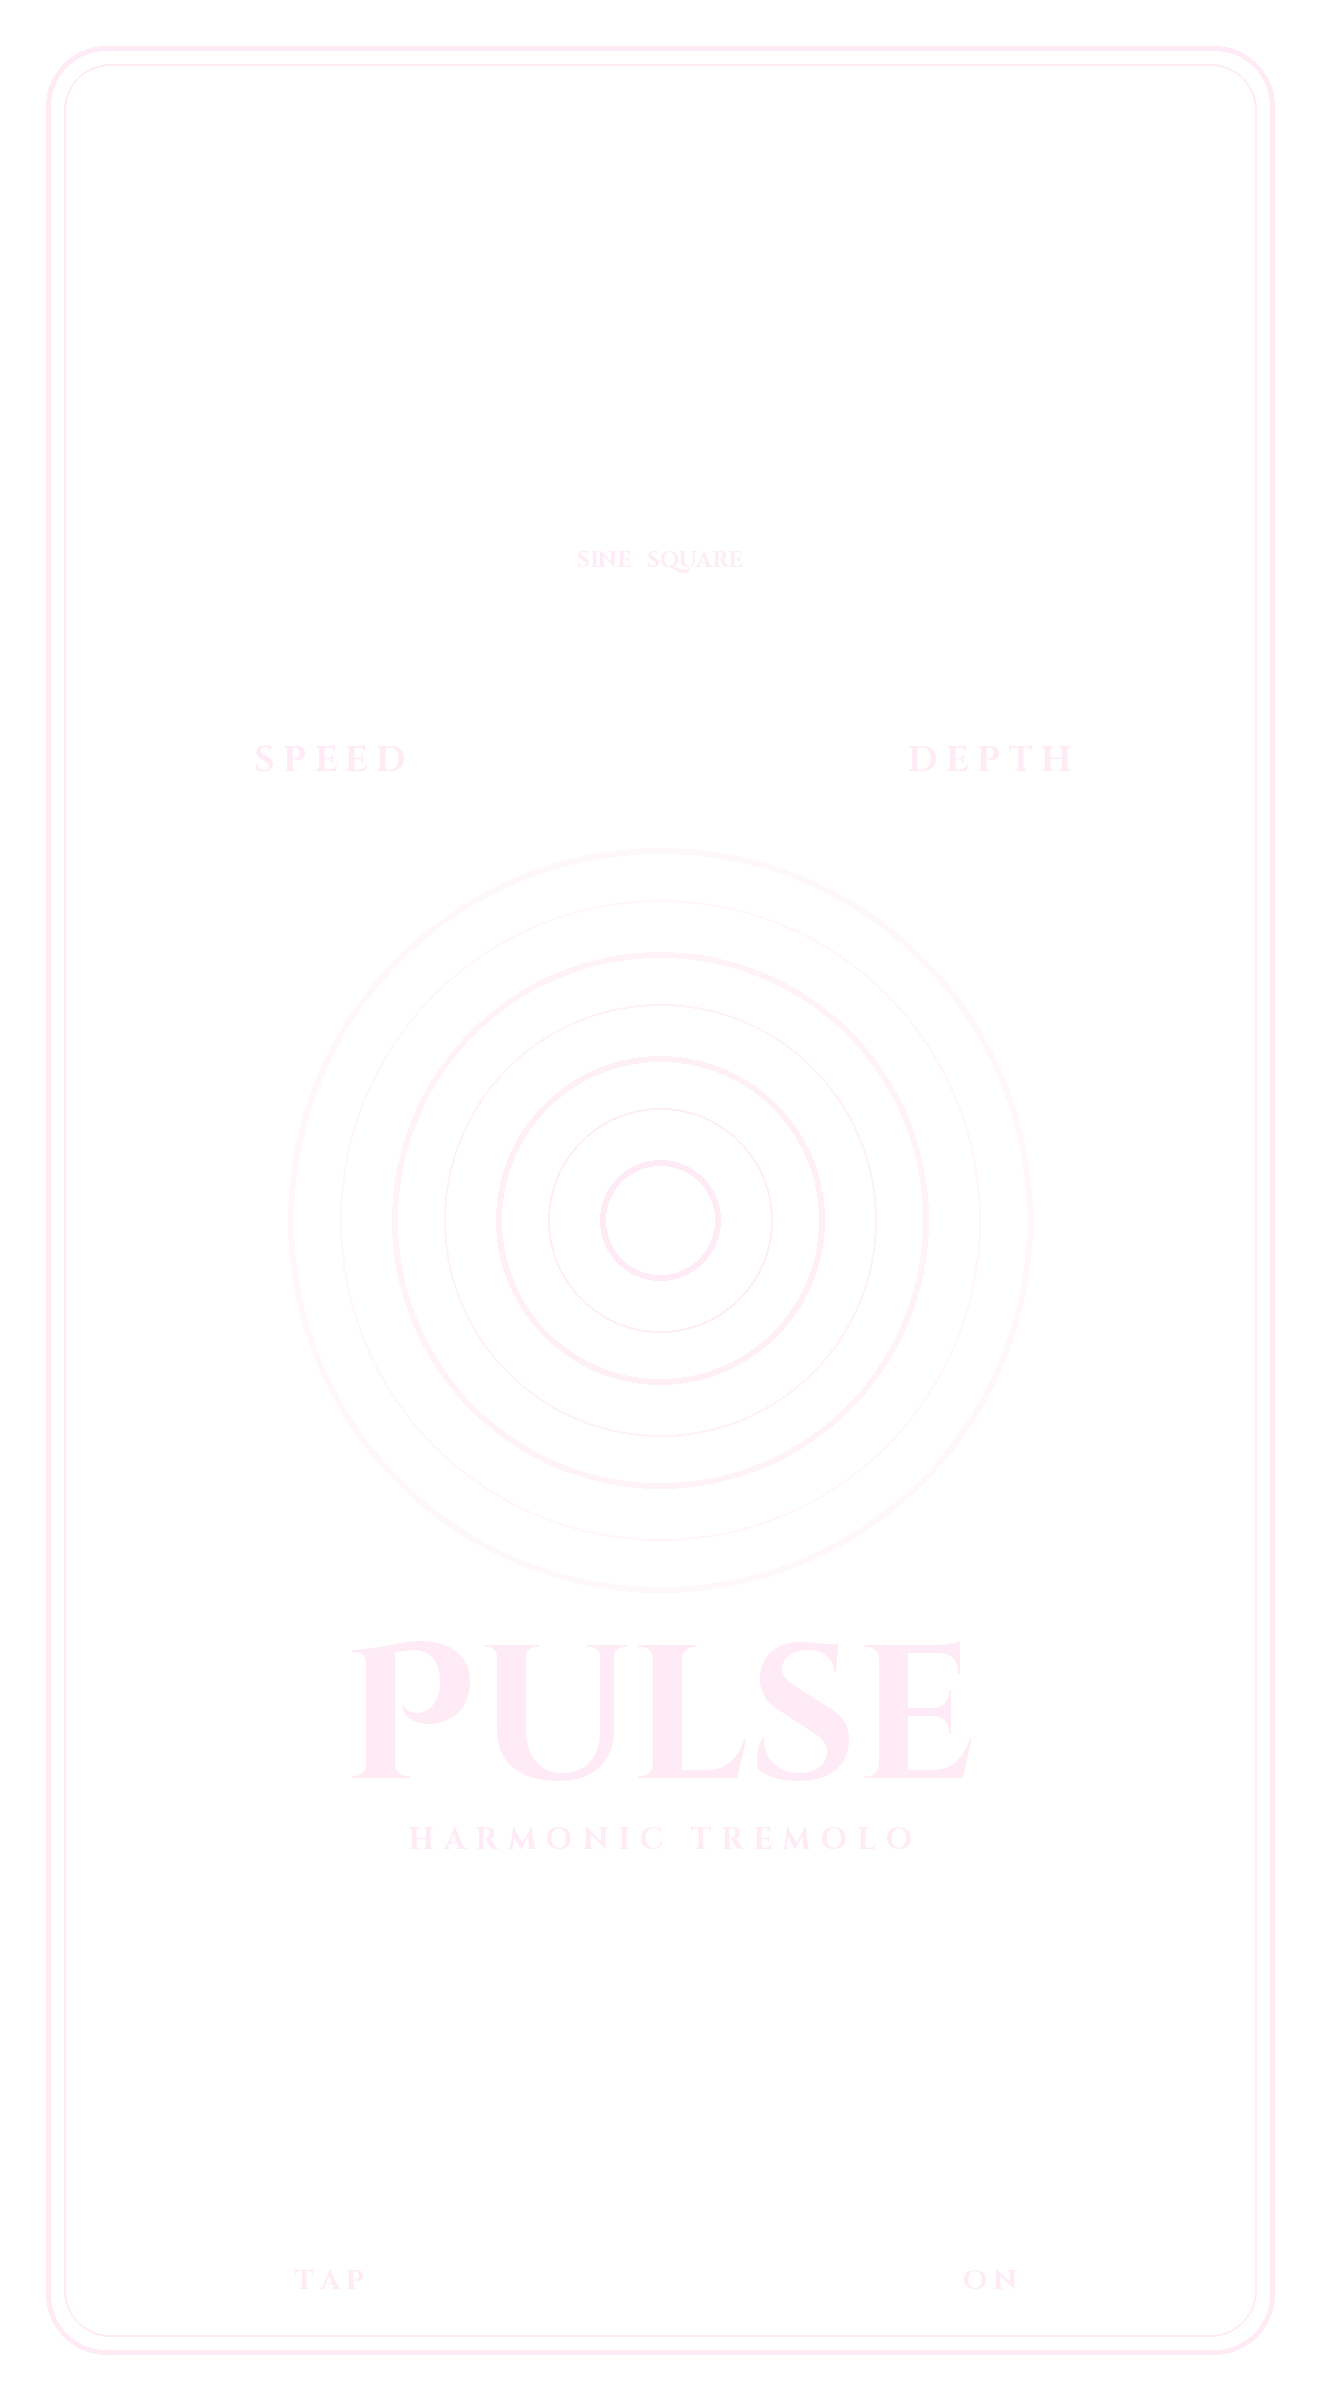 SINE SQUARE
SPEED DEPTH
PULSE
HARMONIC TREMOLO
TAP ON